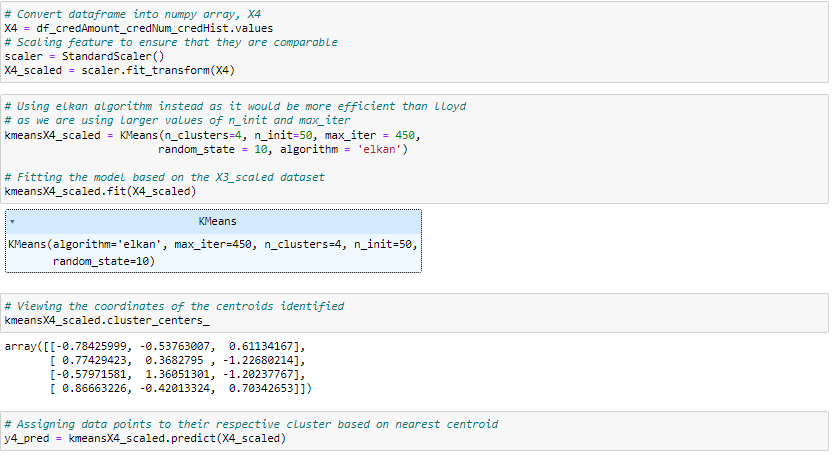 # Convert dataframe into numpy array, X4
X4 = df_credAmount_credNum_credHist.values
# Scaling feature to ensure that they are comparable
scaler = StandardScaler()
X4_scaled = scaler.fit_transform(X4)
# Using elkan algorithm instead as it would be more efficient than lloyd
# as we are using larger values of n_init and max_iter
kmeansX4_scaled = KMeans(n_clusters=4, n_init=50, max_iter = 450,
random_state = 10, algorithm = 'elkan')
# Fitting the model based on the X3_scaled dataset
kmeansX4_scaled.fit(X4_scaled)
▾ KMeans
KMeans(algorithm='elkan', max_iter=450, n_clusters=4, n_init=50,
random_state=10)
# Viewing the coordinates of the centroids identified
kmeansX4_scaled.cluster_centers_
array([[-0.78425999, -0.53763007,  0.61134167],
[ 0.77429423,  0.3682795 , -1.22680214],
[-0.57971581,  1.36051301, -1.20237767],
[ 0.86663226, -0.42013324,  0.70342653]])
# Assigning data points to their respective cluster based on nearest centroid
y4_pred = kmeansX4_scaled.predict(X4_scaled)